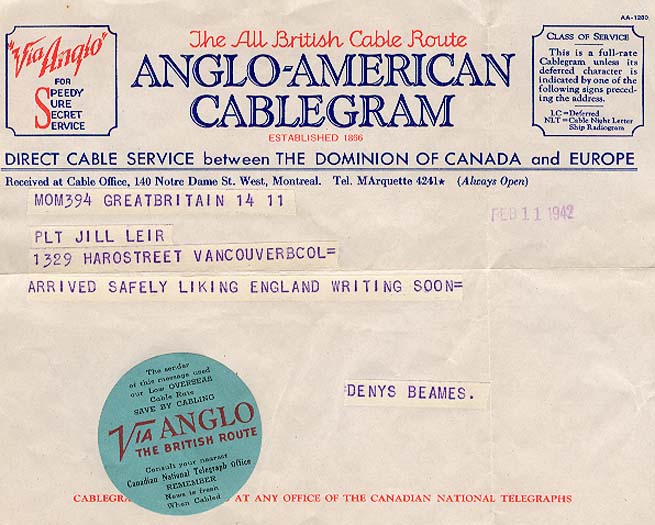 AA-1280
"Via Anglo"
FOR
SPEEDY
SURE
SECRET
SERVICE
The All British Cable Route
ANGLO-AMERICAN
CABLEGRAM
ESTABLISHED 1866
CLASS OF SERVICE
This is a full-rate
Cablegram unless its
deferred character is
indicated by one of the
following signs preced-
ing the address.
LC=Deferred
NLT=Cable Night Letter
Ship Radiogram
DIRECT CABLE SERVICE between THE DOMINION OF CANADA and EUROPE
Received at Cable Office, 140 Notre Dame St. West, Montreal. Tel. MArquette 4241★ (Always Open)
MOM394 GREATBRITAIN 14 11
FEB 11 1942
PLT JILL LEIR
1329 HAROSTREET VANCOUVERBCOL=
ARRIVED SAFELY LIKING ENGLAND WRITING SOON=
=DENYS BEAMES.
The sender
of this message used
our Low OVERSEAS
Cable Rate
SAVE BY CABLING
VIA ANGLO
THE BRITISH ROUTE
Consult your nearest
Canadian National Telegraph Office
REMEMBER
News is fresh
When Cabled
CABLEGRA AT ANY OFFICE OF THE CANADIAN NATIONAL TELEGRAPHS